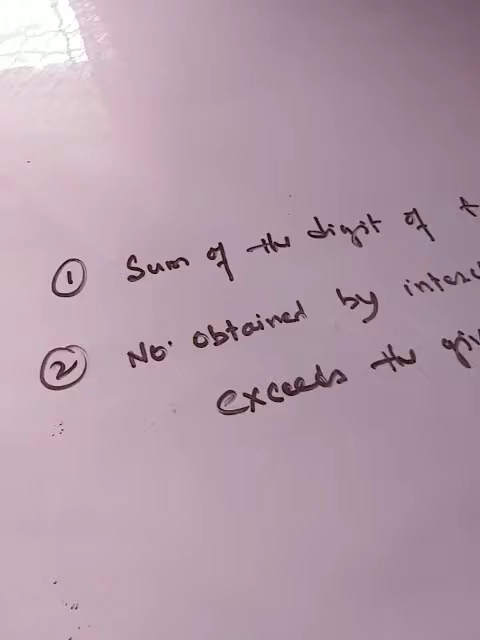 ① Sum of the digit of
② No. obtained by
exceeds the